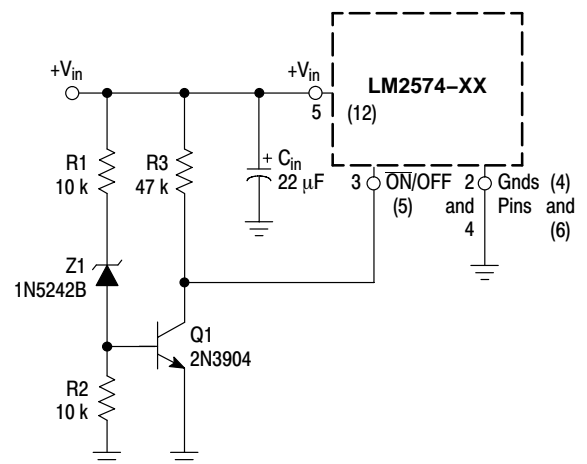 +Vin
+Vin
LM2574–XX
5
(12)
R1
10 k
R3
47 k
Cin
+
22 μF
3
ON/OFF
(5)
2
and
4
Gnds
Pins
(4)
and
(6)
Z1
1N5242B
Q1
2N3904
R2
10 k